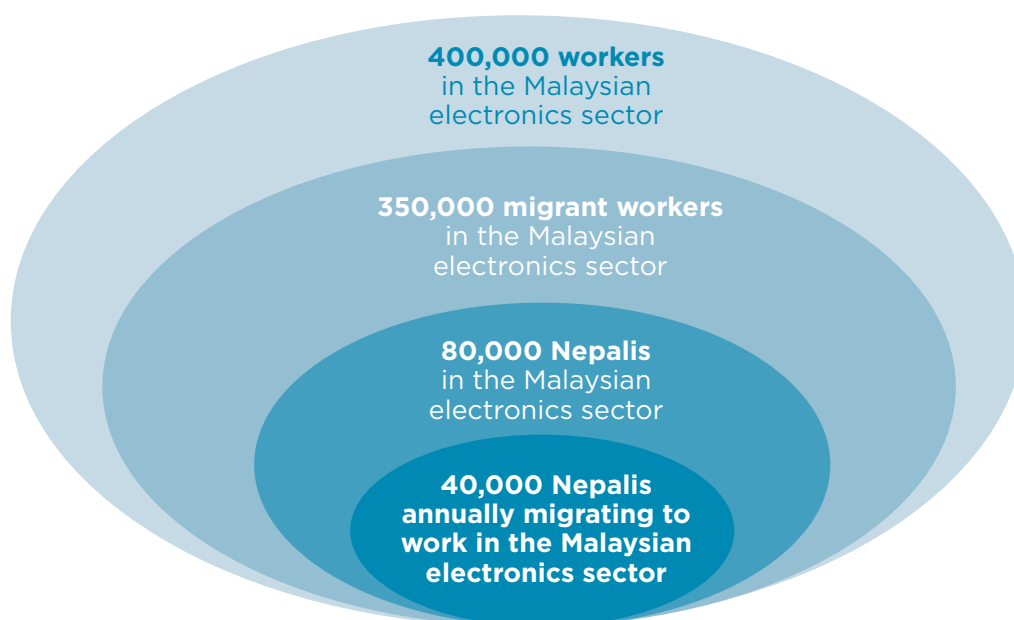 400,000 workers
in the Malaysian
electronics sector
350,000 migrant workers
in the Malaysian
electronics sector
80,000 Nepalis
in the Malaysian
electronics sector
40,000 Nepalis
annually migrating to
work in the Malaysian
electronics sector